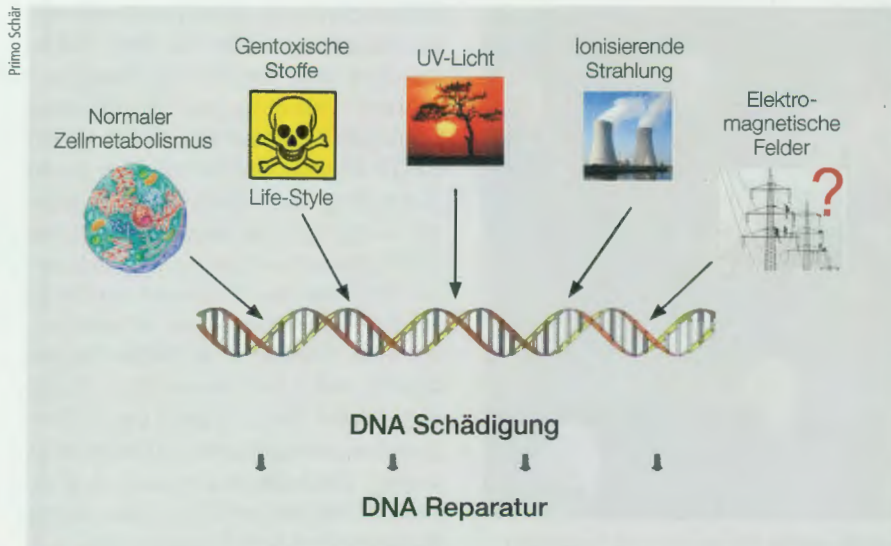 Primo Schär
Normaler
Zellmetabolismus
Gentoxische
Stoffe
Life-Style
UV-Licht
Ionisierende
Strahlung
Elektro-
magnetische
Felder
?
DNA Schädigung
DNA Reparatur